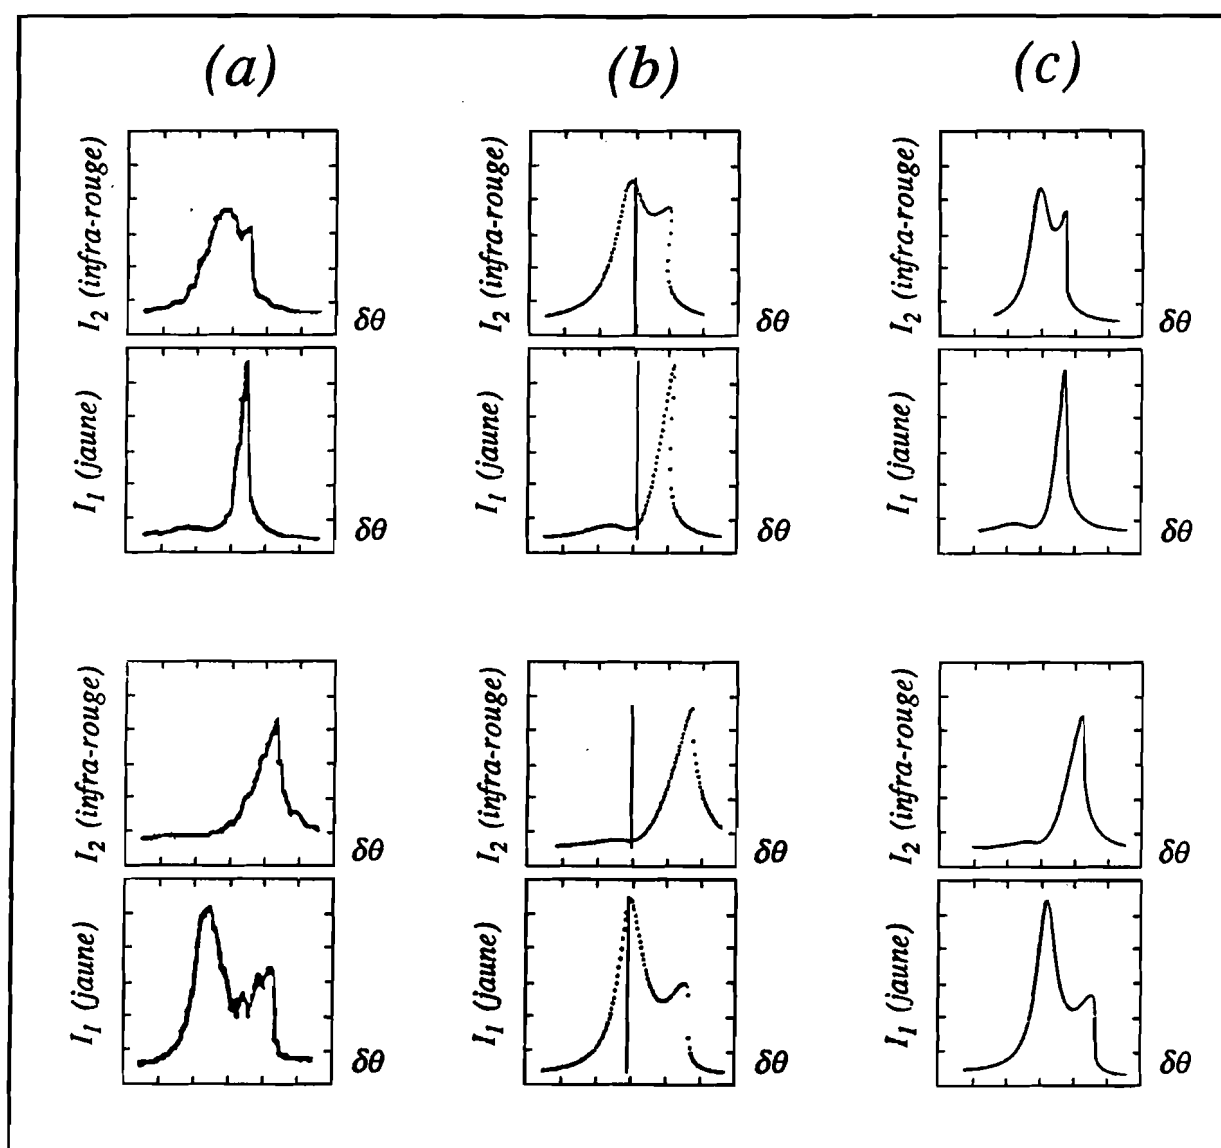 (a) (b) (c)
I2 (infra-rouge) δθ I2 (infra-rouge) δθ I2 (infra-rouge) δθ
I1 (jaune) δθ I1 (jaune) δθ I1 (jaune) δθ
I2 (infra-rouge) δθ I2 (infra-rouge) δθ I2 (infra-rouge) δθ
I1 (jaune) δθ I1 (jaune) δθ I1 (jaune) δθ